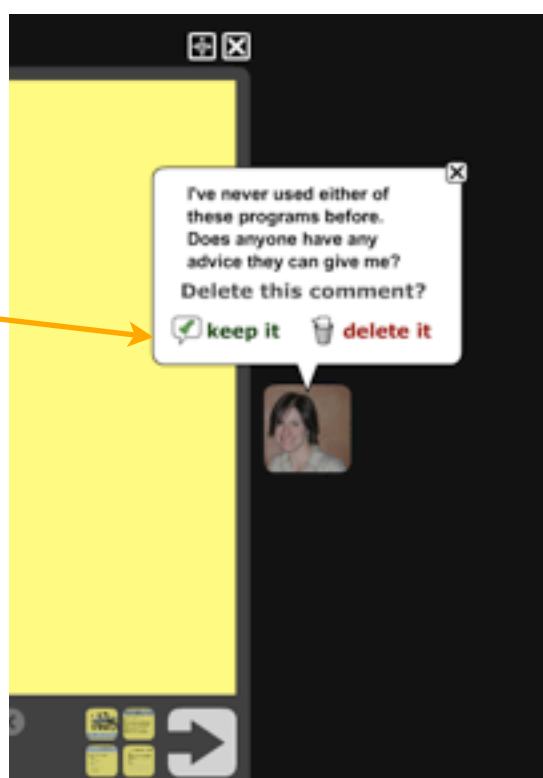 I've never used either of
these programs before.
Does anyone have any
advice they can give me?
Delete this comment?
keep it delete it